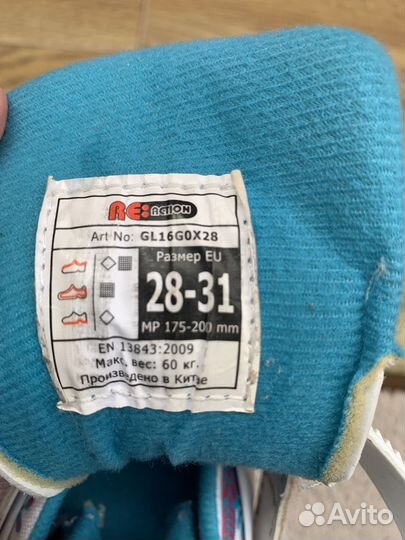 RE:ACTION
Art No: GL16G0X28
Размер EU
28-31
MP 175-200 mm
EN 13843:2009
Макс. вес: 60 кг.
Произведено в Китае
Avito